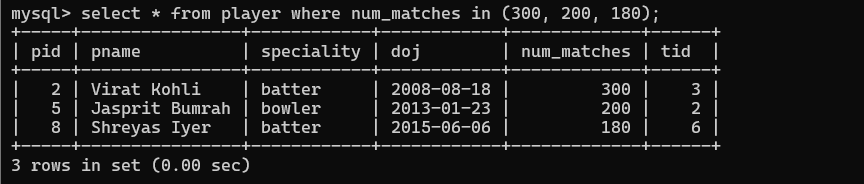 mysql> select * from player where num_matches in (300, 200, 180);
+-----+----------------+------------+------------+-------------+------+
| pid | pname          | speciality | doj        | num_matches | tid  |
+-----+----------------+------------+------------+-------------+------+
|   2 | Virat Kohli    | batter     | 2008-08-18 |         300 |    3 |
|   5 | Jasprit Bumrah | bowler     | 2013-01-23 |         200 |    2 |
|   8 | Shreyas Iyer   | batter     | 2015-06-06 |         180 |    6 |
+-----+----------------+------------+------------+-------------+------+
3 rows in set (0.00 sec)